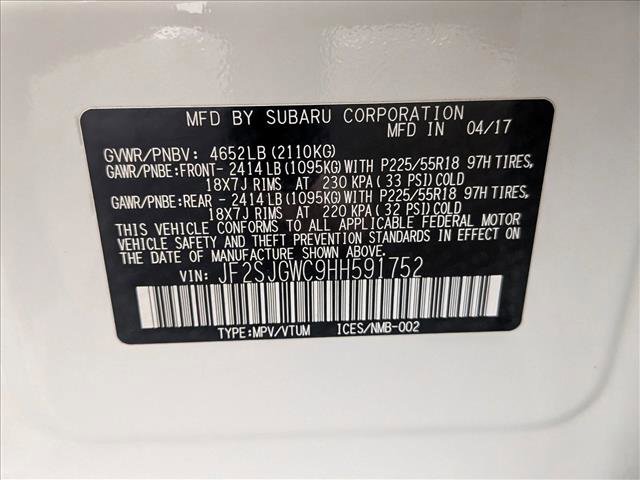 MFD BY SUBARU CORPORATION
MFD IN 04/17
GVWR/PNBV: 4652LB (2110KG)
GAWR/PNBE:FRONT- 2414 LB (1095KG) WITH P225/55R18 97H TIRES,
18X7J RIMS AT 230 KPA (33 PSI) COLD
GAWR/PNBE:REAR - 2414 LB (1095KG) WITH P225/55R18 97H TIRES,
18X7J RIMS AT 220 KPA (32 PSI) COLD
THIS VEHICLE CONFORMS TO ALL APPLICABLE FEDERAL MOTOR
VEHICLE SAFETY AND THEFT PREVENTION STANDARDS IN EFFECT ON
THE DATE OF MANUFACTURE SHOWN ABOVE.
VIN: JF2SJGWC9HH591752
TYPE:MPV/VTUM ICES/NMB-002